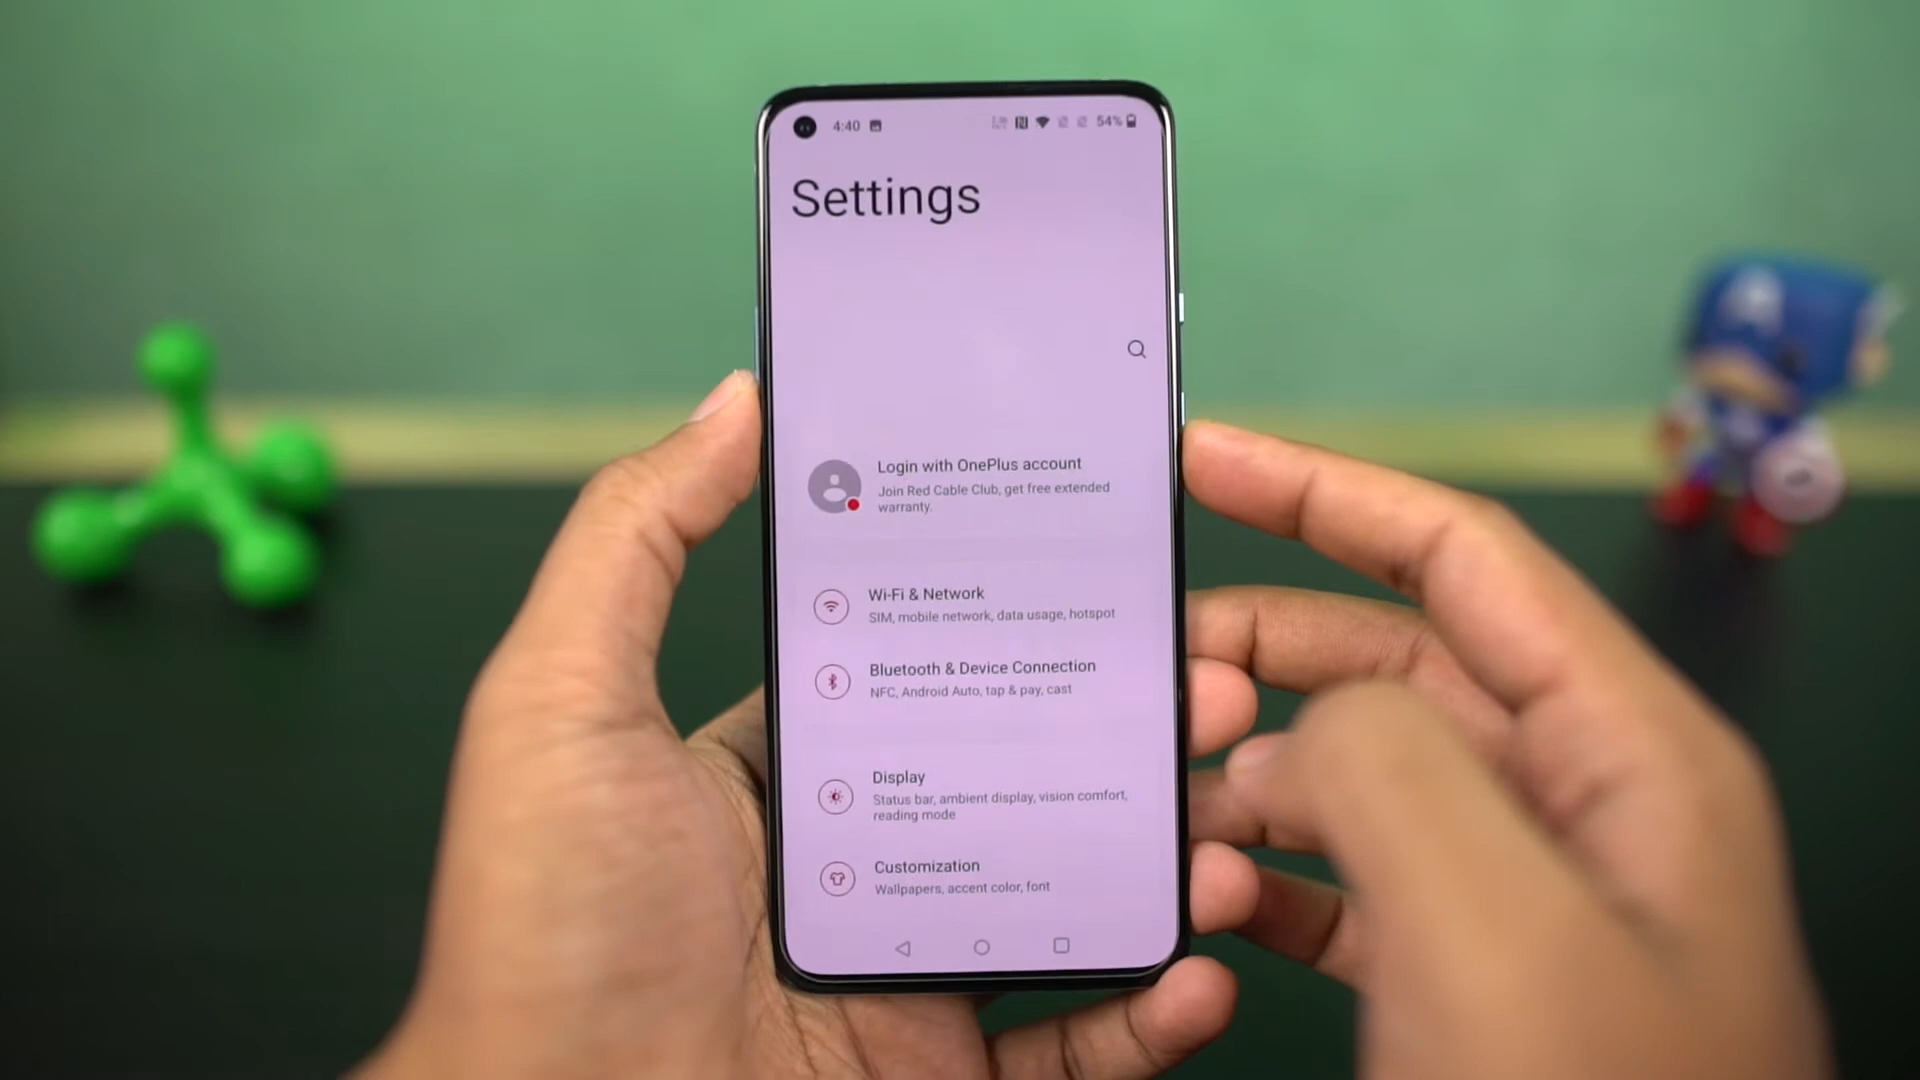 4:40
54%
Settings
Login with OnePlus account
Join Red Cable Club, get free extended
warranty.
Wi-Fi & Network
SIM, mobile network, data usage, hotspot
Bluetooth & Device Connection
NFC, Android Auto, tap & pay, cast
Display
Status bar, ambient display, vision comfort,
reading mode
Customization
Wallpapers, accent color, font